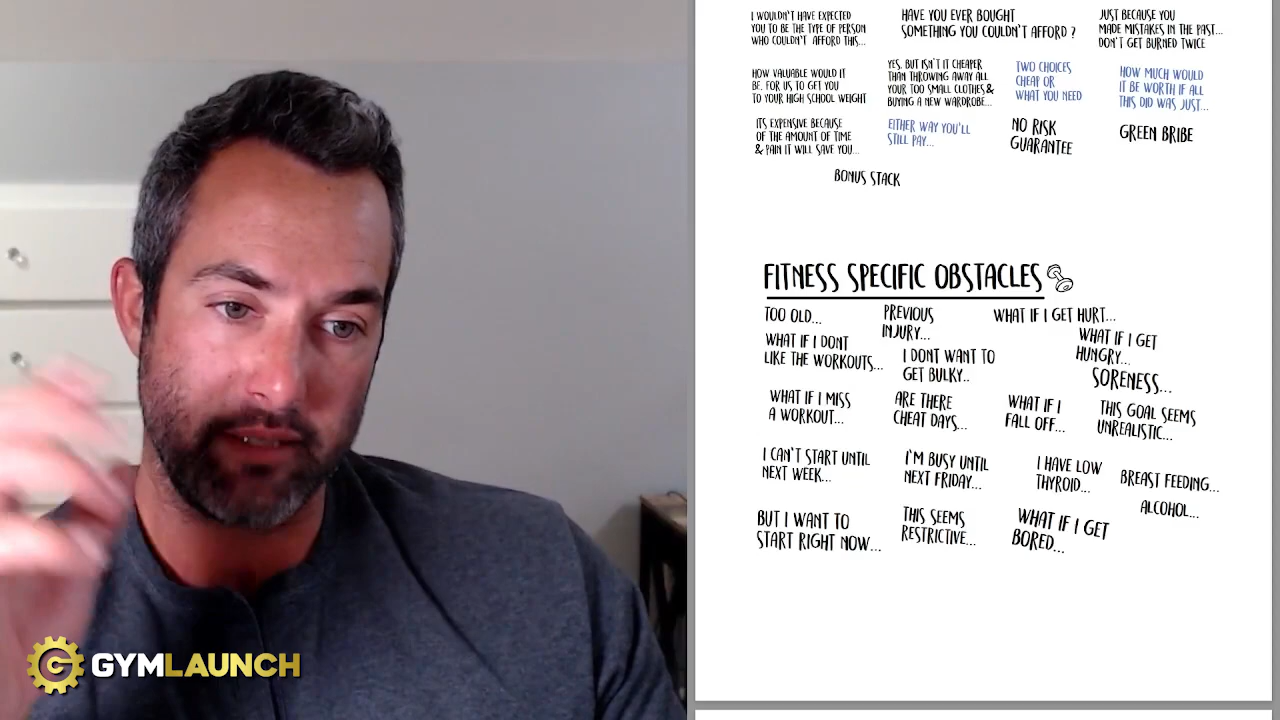 I WOULDN'T HAVE EXPECTED
YOU TO BE THE TYPE OF PERSON
WHO COULDN'T AFFORD THIS...
HAVE YOU EVER BOUGHT
SOMETHING YOU COULDN'T AFFORD ?
JUST BECAUSE YOU
MADE MISTAKES IN THE PAST...
DON'T GET BURNED TWICE
HOW VALUABLE WOULD IT
BE, FOR US TO GET YOU
TO YOUR HIGH SCHOOL WEIGHT
YES, BUT ISN'T IT CHEAPER
THAN THROWING AWAY ALL
YOUR TOO SMALL CLOTHES &
BUYING A NEW WARDROBE...
TWO CHOICES
CHEAP OR
WHAT YOU NEED
HOW MUCH WOULD
IT BE WORTH IF ALL
THIS DID WAS JUST...
ITS EXPENSIVE BECAUSE
OF THE AMOUNT OF TIME
& PAIN IT WILL SAVE YOU...
EITHER WAY YOU'LL
STILL PAY...
NO RISK
GUARANTEE
GREEN BRIBE
BONUS STACK
FITNESS SPECIFIC OBSTACLES
TOO OLD...
PREVIOUS
INJURY...
WHAT IF I GET HURT...
WHAT IF I DONT
LIKE THE WORKOUTS...
I DONT WANT TO
GET BULKY..
WHAT IF I GET
HUNGRY...
SORENESS...
WHAT IF I MISS
A WORKOUT...
ARE THERE
CHEAT DAYS...
WHAT IF I
FALL OFF...
THIS GOAL SEEMS
UNREALISTIC...
I CAN'T START UNTIL
NEXT WEEK...
I'M BUSY UNTIL
NEXT FRIDAY...
I HAVE LOW
THYROID...
BREAST FEEDING...
ALCOHOL...
BUT I WANT TO
START RIGHT NOW...
THIS SEEMS
RESTRICTIVE...
WHAT IF I GET
BORED...
GYMLAUNCH